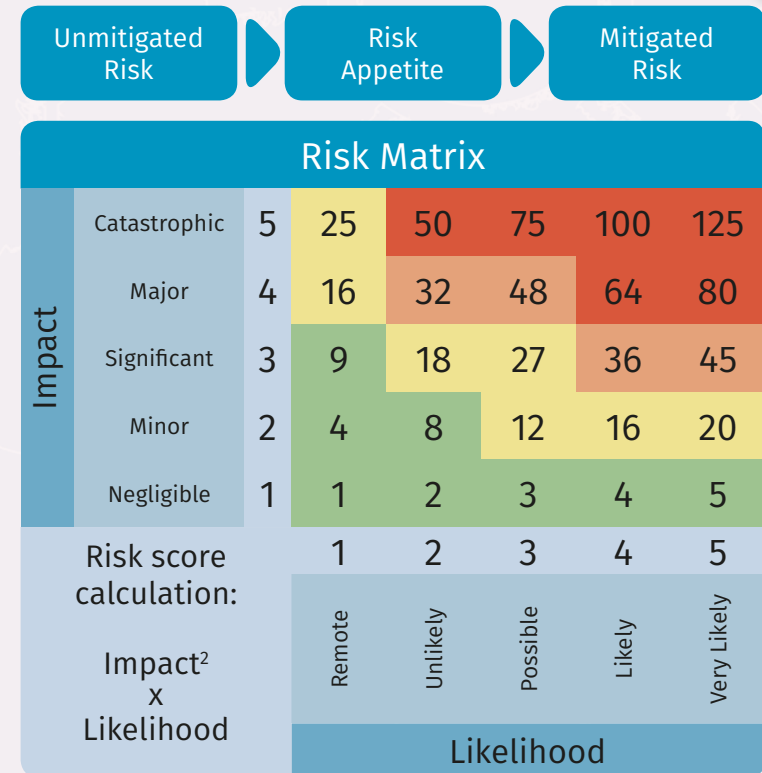 Unmitigated
Risk
Risk
Appetite
Mitigated
Risk
Risk Matrix
Impact
Catastrophic 5 25 50 75 100 125
Major 4 16 32 48 64 80
Significant 3 9 18 27 36 45
Minor 2 4 8 12 16 20
Negligible 1 1 2 3 4 5
Risk score
calculation:
Impact²
x
Likelihood
1 2 3 4 5
Remote
Unlikely
Possible
Likely
Very Likely
Likelihood